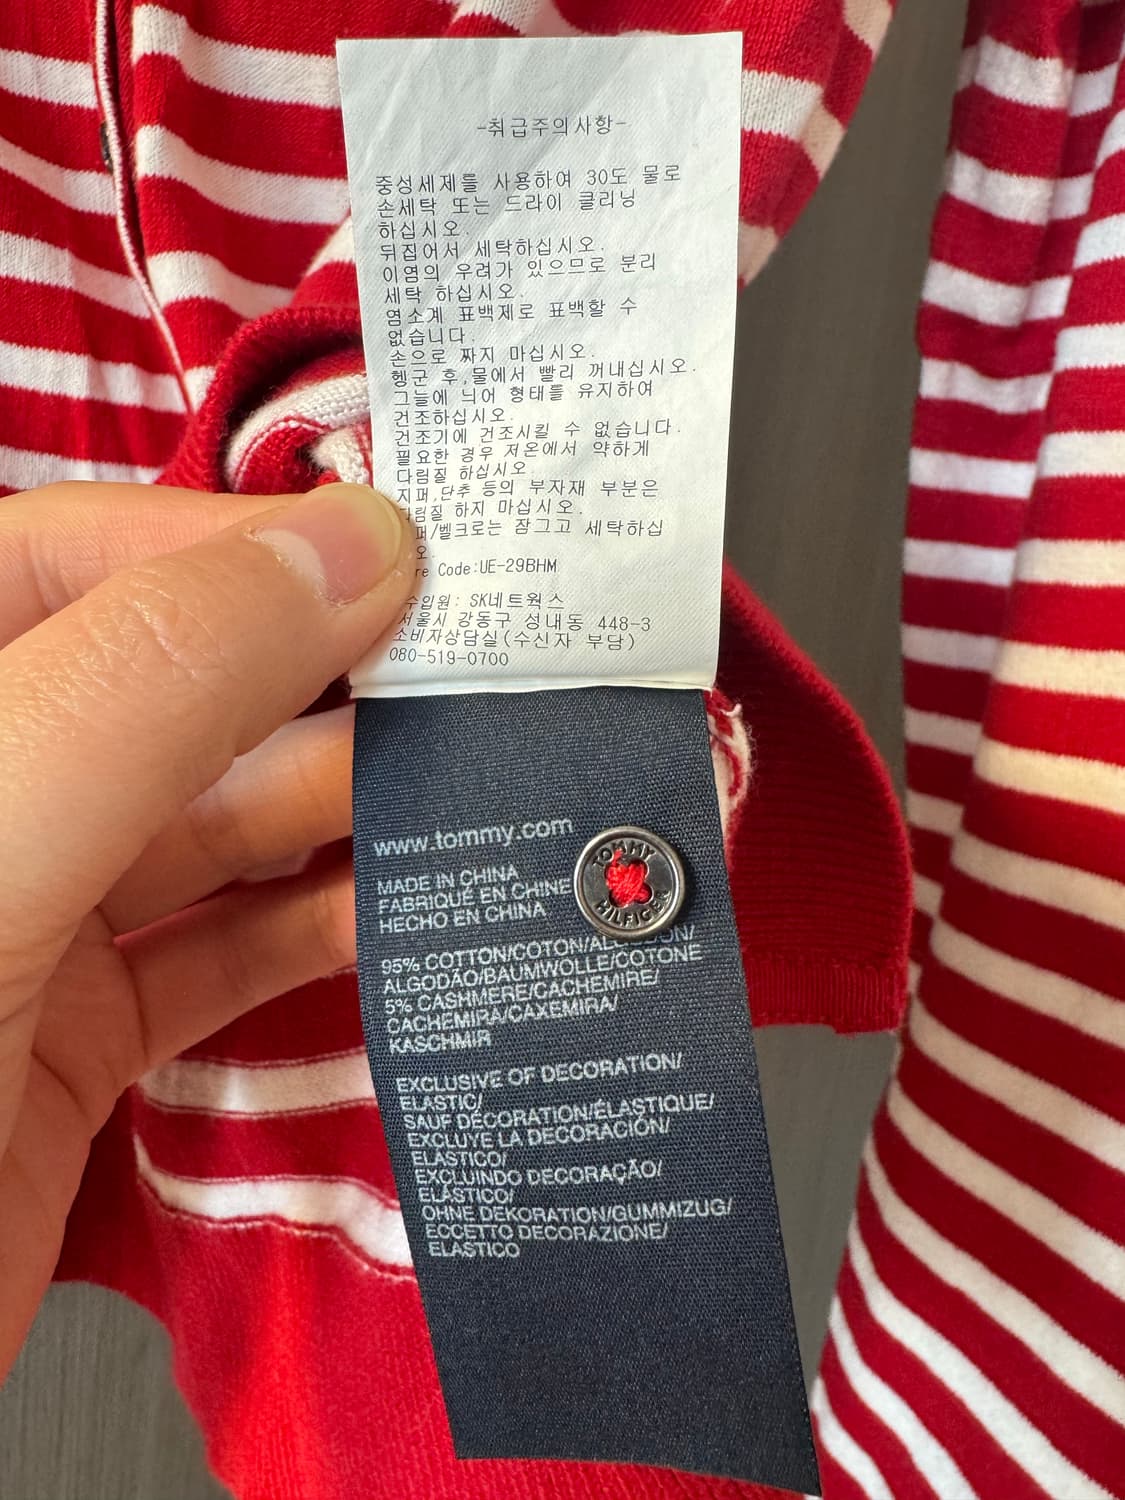 -취급주의사항-
중성세제를 사용하여 30도 물로
손세탁 또는 드라이 클리닝
하십시오.
뒤집어서 세탁하십시오.
이염의 우려가 있으므로 분리
세탁 하십시오.
염소계 표백제로 표백할 수
없습니다.
손으로 짜지 마십시오.
헹군 후,물에서 빨리 꺼내십시오.
그늘에 늬어 형태를 유지하여
건조하십시오.
건조기에 건조시킬 수 없습니다.
필요한 경우 저온에서 약하게
다림질 하십시오.
지퍼,단추 등의 부자재 부분은
다림질 하지 마십시오.
퍼/벨크로는 잠그고 세탁하십
오.
re Code:UE-29BHM
수입원: SK네트웍스
서울시 강동구 성내동 448-3
소비자상담실(수신자 부담)
080-519-0700
www.tommy.com
MADE IN CHINA
FABRIQUÉ EN CHINE
HECHO EN CHINA
TOMMY
HILFIGER
95% COTTON/COTON/ALGODON/
ALGODÃO/BAUMWOLLE/COTONE
5% CASHMERE/CACHEMIRE/
CACHEMIRA/CAXEMIRA/
KASCHMIR
EXCLUSIVE OF DECORATION/
ELASTIC/
SAUF DÉCORATION/ÉLASTIQUE/
EXCLUYE LA DECORACIÓN/
ELASTICO/
EXCLUINDO DECORAÇÃO/
ELÁSTICO/
OHNE DEKORATION/GUMMIZUG/
ECCETTO DECORAZIONE/
ELASTICO